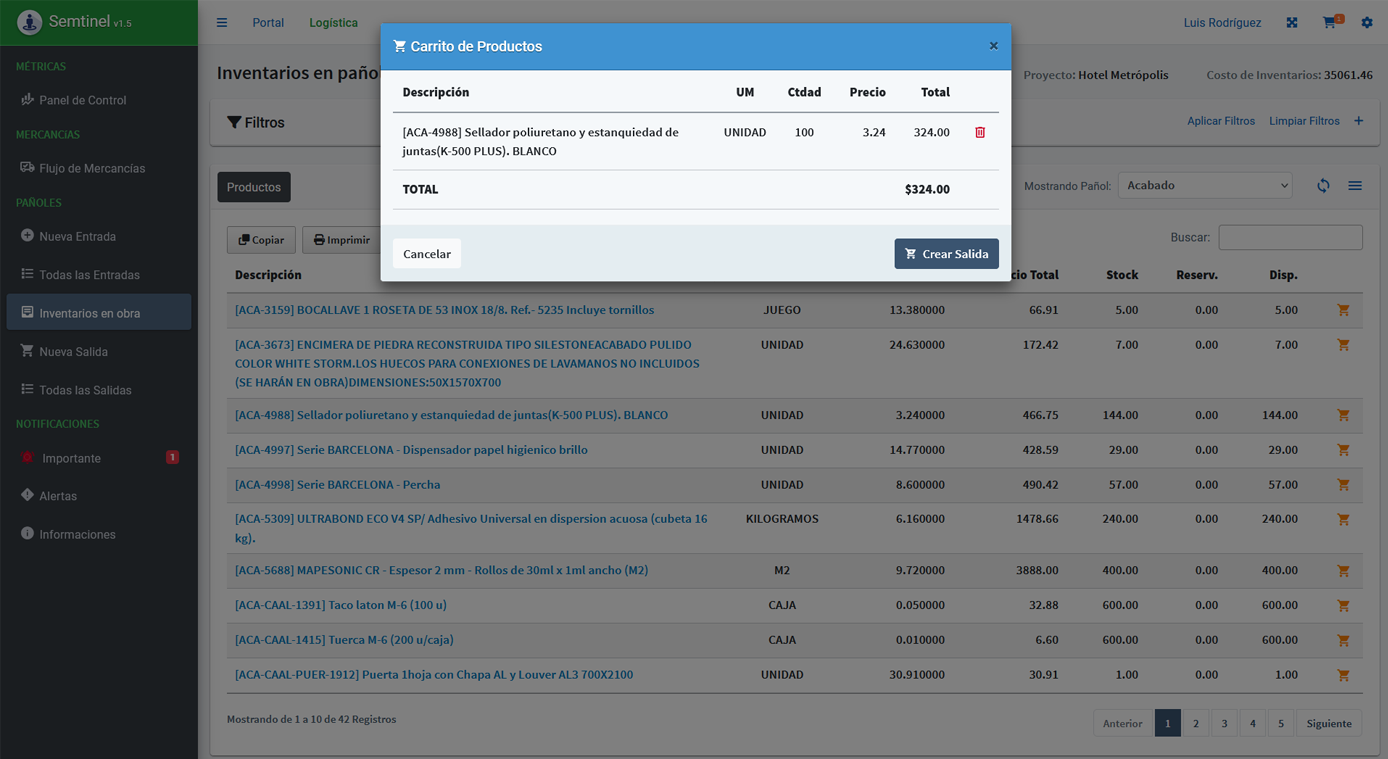 Semtinel v1.5
Portal
Logística
Luis Rodríguez
1
MÉTRICAS
Panel de Control
MERCANCIAS
Flujo de Mercancías
PAÑOLES
Nueva Entrada
Todas las Entradas
Inventarios en obra
Nueva Salida
Todas las Salidas
NOTIFICACIONES
Importante 1
Alertas
Informaciones
Inventarios en
Proyecto: Hotel Metrópolis
Costo de Inventarios: 35061.46
Filtros
Aplicar Filtros Limpiar Filtros +
Carrito de Productos ×
Descripción UM Ctdad Precio Total
[ACA-4988] Sellador poliuretano y estanquiedad de UNIDAD 100 3.24 324.00
juntas(K-500 PLUS). BLANCO
TOTAL $324.00
Cancelar
Crear Salida
Productos
Mostrando Pañol: Acabado
Copiar
Imprimir
Buscar:
Descripción Total Stock Reserv. Disp.
[ACA-3159] BOCALLAVE 1 ROSETA DE 53 INOX 18/8. Ref.- 5235 Incluye tornillos JUEGO 13.380000 66.91 5.00 0.00 5.00
[ACA-3673] ENCIMERA DE PIEDRA RECONSTRUIDA TIPO SILESTONEACABADO PULIDO UNIDAD 24.630000 172.42 7.00 0.00 7.00
COLOR WHITE STORM.LOS HUECOS PARA CONEXIONES DE LAVAMANOS NO INCLUIDOS
(SE HARÁN EN OBRA)DIMENSIONES:50X1570X700
[ACA-4988] Sellador poliuretano y estanquiedad de juntas(K-500 PLUS). BLANCO UNIDAD 3.240000 466.75 144.00 0.00 144.00
[ACA-4997] Serie BARCELONA - Dispensador papel higienico brillo UNIDAD 14.770000 428.59 29.00 0.00 29.00
[ACA-4998] Serie BARCELONA - Percha UNIDAD 8.600000 490.42 57.00 0.00 57.00
[ACA-5309] ULTRABOND ECO V4 SP/ Adhesivo Universal en dispersion acuosa (cubeta 16 KILOGRAMOS 6.160000 1478.66 240.00 0.00 240.00
kg).
[ACA-5688] MAPESONIC CR - Espesor 2 mm - Rollos de 30ml x 1ml ancho (M2) M2 9.720000 3888.00 400.00 0.00 400.00
[ACA-CAAL-1391] Taco laton M-6 (100 u) CAJA 0.050000 32.88 600.00 0.00 600.00
[ACA-CAAL-1415] Tuerca M-6 (200 u/caja) CAJA 0.010000 6.60 600.00 0.00 600.00
[ACA-CAAL-PUER-1912] Puerta 1hoja con Chapa AL y Louver AL3 700X2100 UNIDAD 30.910000 30.91 1.00 0.00 1.00
Mostrando de 1 a 10 de 42 Registros
Anterior 1 2 3 4 5 Siguiente